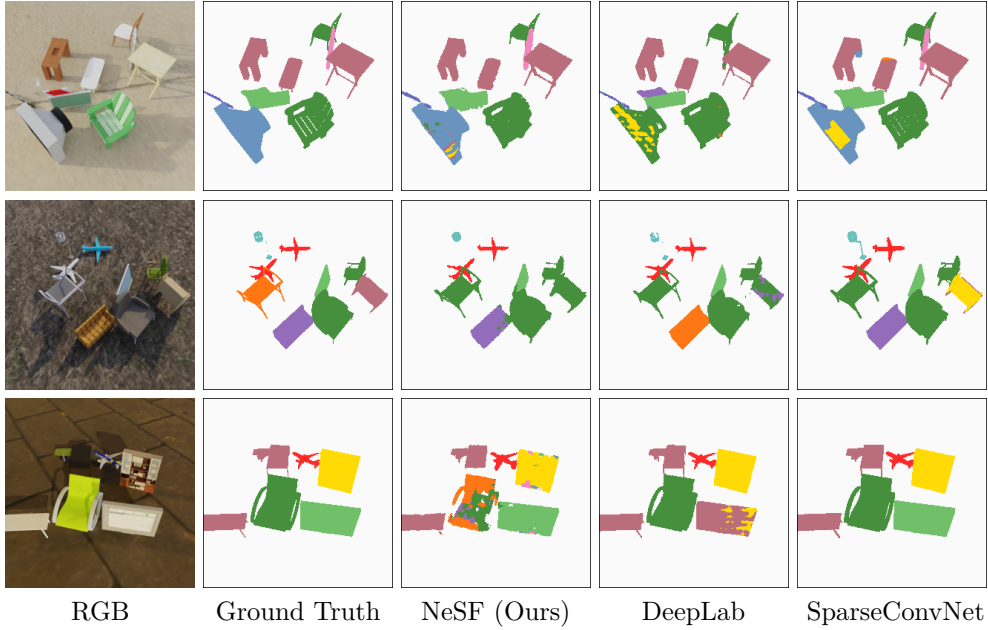 RGB
Ground Truth
NeSF (Ours)
DeepLab
SparseConvNet